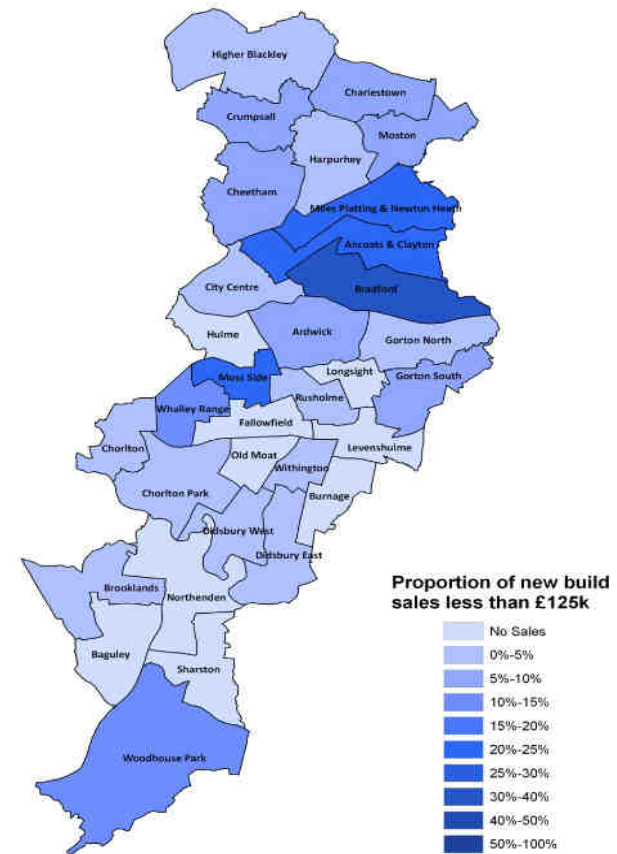 Higher Blackley
Charlestown
Crumpsall
Moston
Harpurhey
Cheetham
Miles Platting & Newton Heath
Ancoats & Clayton
City Centre
Bradford
Hulme
Ardwick
Gorton North
Longsight
Moss Side
Gorton South
Rusholme
Whalley Range
Fallowfield
Chorlton
Old Moat
Levenshulme
Withington
Chorlton Park
Burnage
Didsbury West
Didsbury East
Brooklands
Northenden
Baguley
Sharston
Woodhouse Park
Proportion of new build
sales less than £125k
No Sales
0%-5%
5%-10%
10%-15%
15%-20%
20%-25%
25%-30%
30%-40%
40%-50%
50%-100%